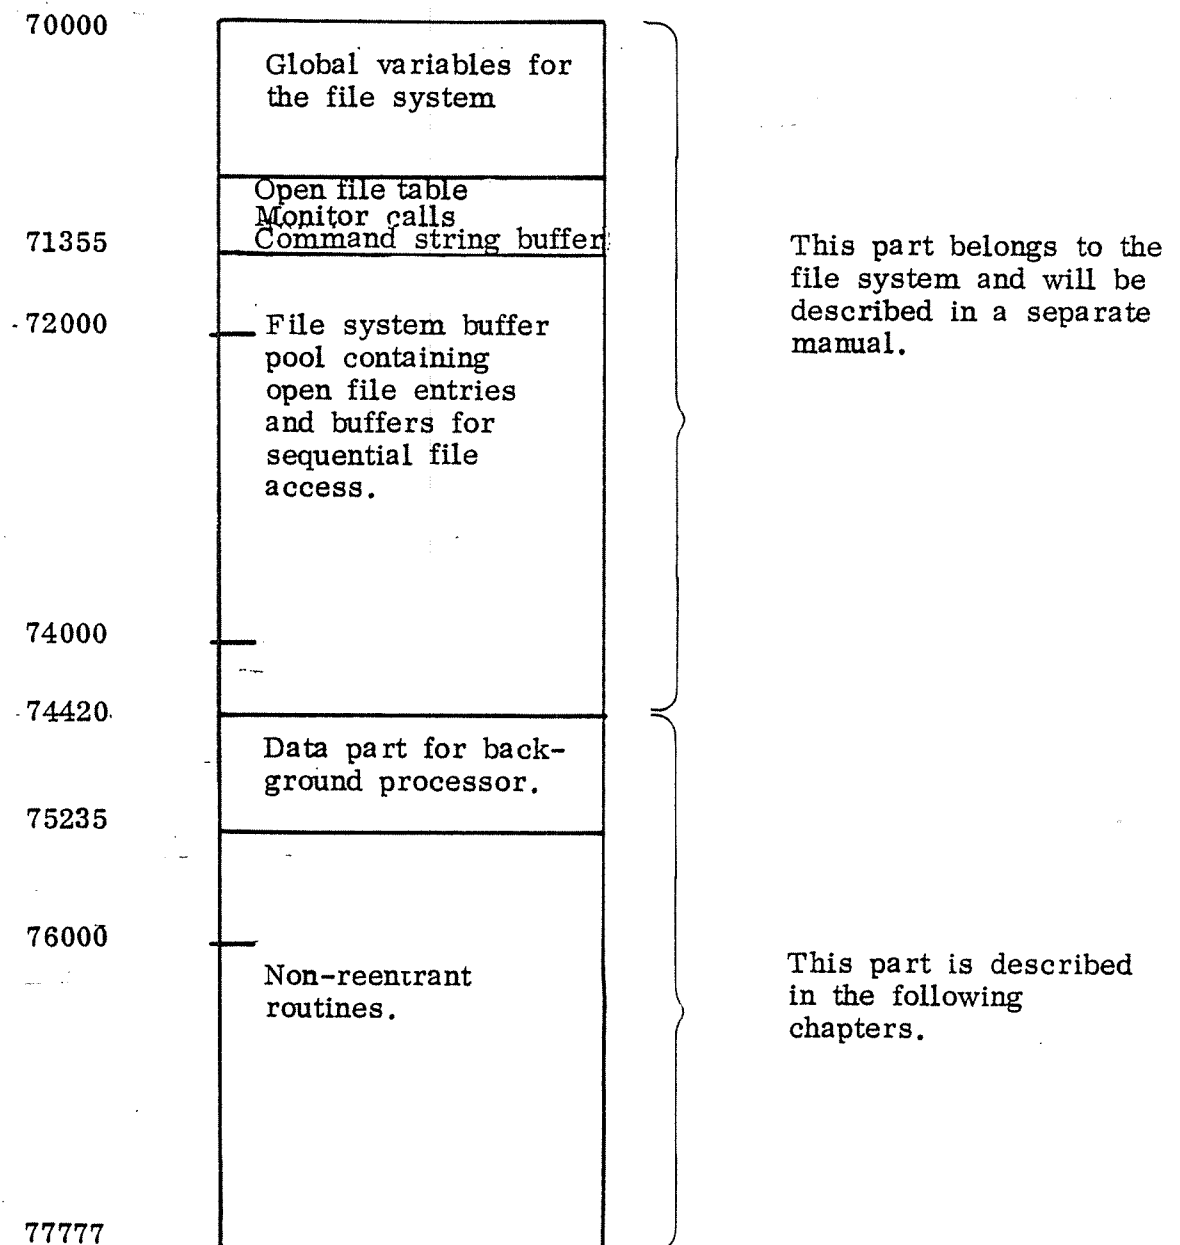 70000
Global variables for
the file system
Open file table
Monitor calls
71355
Command string buffer
This part belongs to the
file system and will be
described in a separate
manual.
72000
File system buffer
pool containing
open file entries
and buffers for
sequential file
access.
74000
74420
Data part for back-
ground processor.
75235
76000
Non-reentrant
routines.
This part is described
in the following
chapters.
77777